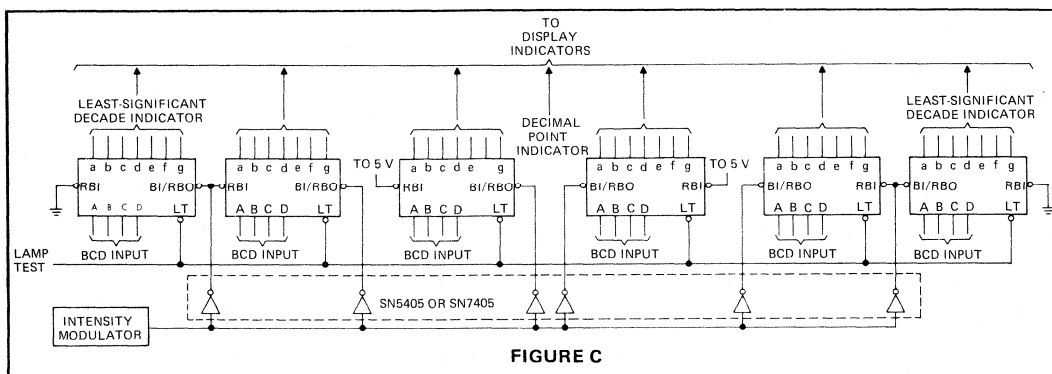 TO
DISPLAY
INDICATORS
LEAST-SIGNIFICANT
DECADE INDICATOR
DECIMAL
POINT
INDICATOR
LEAST-SIGNIFICANT
DECADE INDICATOR
a b c d e f g
a b c d e f g
a b c d e g
a b c d e f g
a b c d e f g
a b c d e f g
TO 5 V
TO 5 V
RBI BI/RBO
RBI BI/RBO
RBI BI/RBO
BI/RBO RBI
BI/RBO RBI
BI/RBO RBI
A B C D LT
A B C D LT
A B C D LT
A B C D LT
A B C D LT
A B C D LT
BCD INPUT
BCD INPUT
BCD INPUT
BCD INPUT
BCD INPUT
BCD INPUT
LAMP
TEST
SN5405 OR SN7405
INTENSITY
MODULATOR
FIGURE C